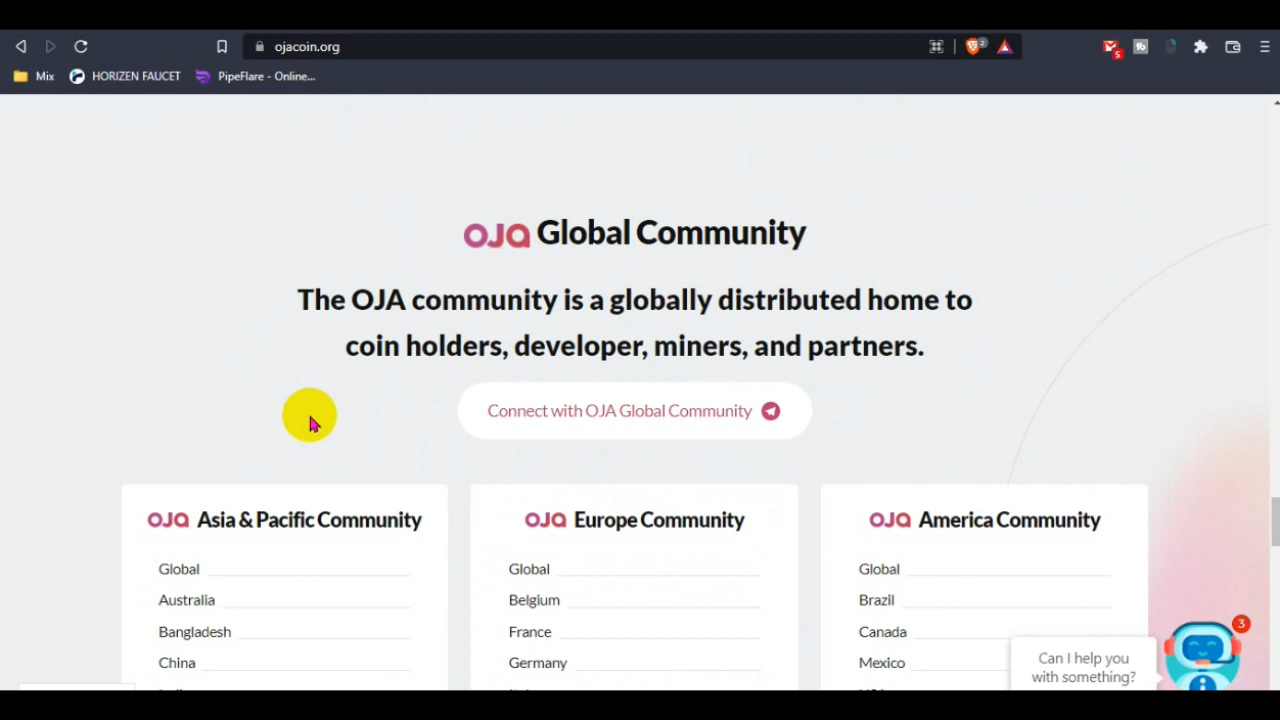 ojacoin.org
2
5
Mix
HORIZEN FAUCET
PipeFlare - Online...
OJA Global Community
The OJA community is a globally distributed home to
coin holders, developer, miners, and partners.
Connect with OJA Global Community
OJA Asia & Pacific Community
Global
Australia
Bangladesh
China
OJA Europe Community
Global
Belgium
France
Germany
OJA America Community
Global
Brazil
Canada
Mexico
3
Can I help you
with something?